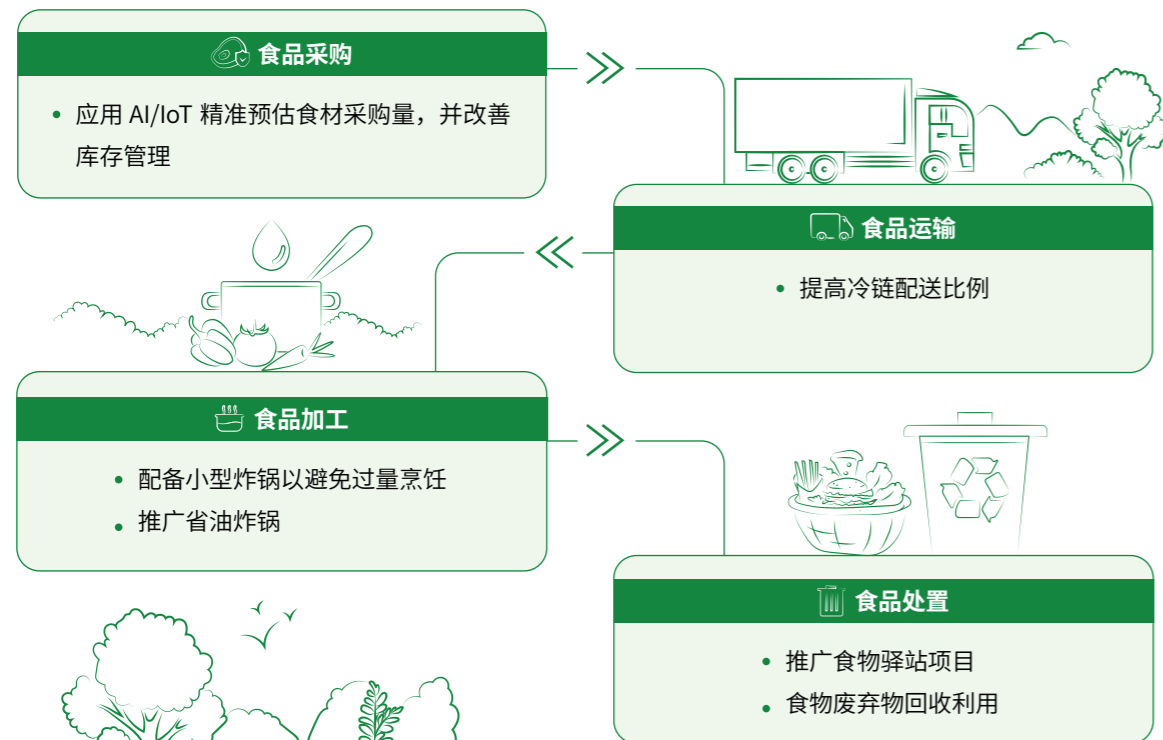 食品采购
• 应用 AI/IoT 精准预估食材采购量，并改善
库存管理
食品运输
• 提高冷链配送比例
食品加工
• 配备小型炸锅以避免过量烹饪
• 推广省油炸锅
食品处置
• 推广食物驿站项目
• 食物废弃物回收利用